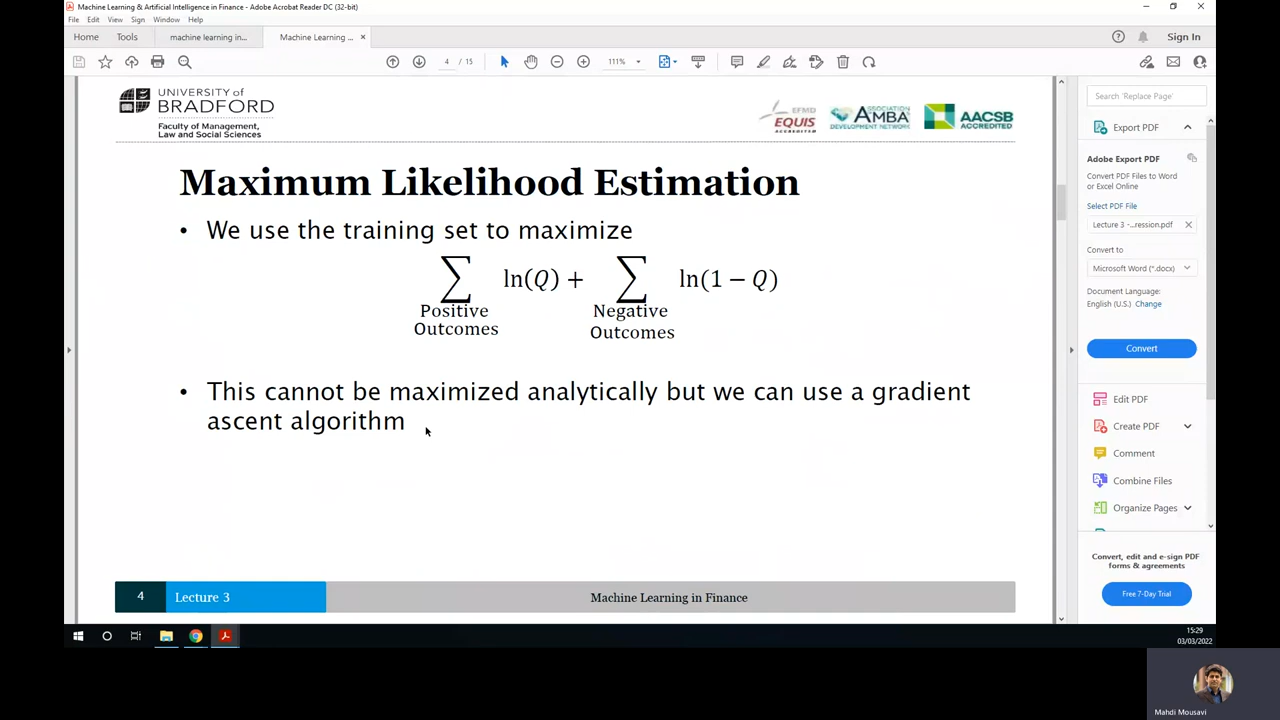 Machine Learning & Artificial Intelligence in Finance - Adobe Acrobat Reader DC (32-bit)
File Edit View Sign Window Help
Home Tools machine learning in... Machine Learning ... × Sign In
4 / 15 111%
UNIVERSITY of
BRADFORD
Faculty of Management,
Law and Social Sciences
EFMD
EQUIS
ACCREDITED
ASSOCIATION
AMBA
DEVELOPMENT NETWORK
AACSB
ACCREDITED
Maximum Likelihood Estimation
• We use the training set to maximize
∑ ln(Q) + ∑ ln(1 − Q)
Positive Negative
Outcomes Outcomes
• This cannot be maximized analytically but we can use a gradient
ascent algorithm
4 Lecture 3 Machine Learning in Finance
Search 'Replace Page'
Export PDF
Adobe Export PDF
Convert PDF Files to Word
or Excel Online
Select PDF File
Lecture 3 -...ression.pdf ×
Convert to
Microsoft Word (*.docx)
Document Language:
English (U.S.) Change
Convert
Edit PDF
Create PDF
Comment
Combine Files
Organize Pages
Convert, edit and e-sign PDF
forms & agreements
Free 7-Day Trial
15:29
03/03/2022
Mahdi Mousavi